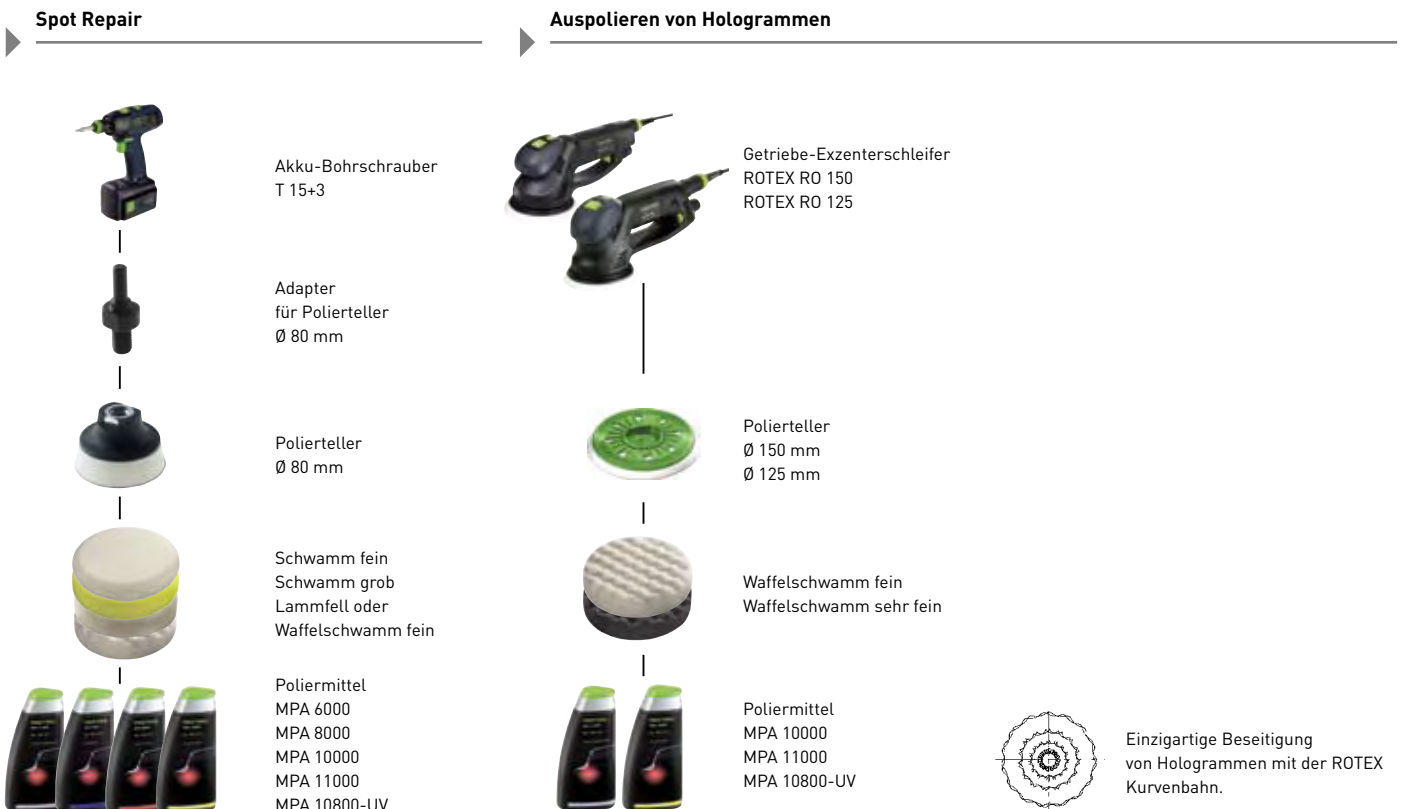 Spot Repair
Akku-Bohrschrauber
T 15+3
Adapter
für Polierteller
Ø 80 mm
Polierteller
Ø 80 mm
Schwamm fein
Schwamm grob
Lammfell oder
Waffelschwamm fein
Poliermittel
MPA 6000
MPA 8000
MPA 10000
MPA 11000
MPA 10800-UV
Auspolieren von Hologrammen
Getriebe-Exzenterschleifer
ROTEX RO 150
ROTEX RO 125
Polierteller
Ø 150 mm
Ø 125 mm
Waffelschwamm fein
Waffelschwamm sehr fein
Poliermittel
MPA 10000
MPA 11000
MPA 10800-UV
Einzigartige Beseitigung
von Hologrammen mit der ROTEX
Kurvenbahn.